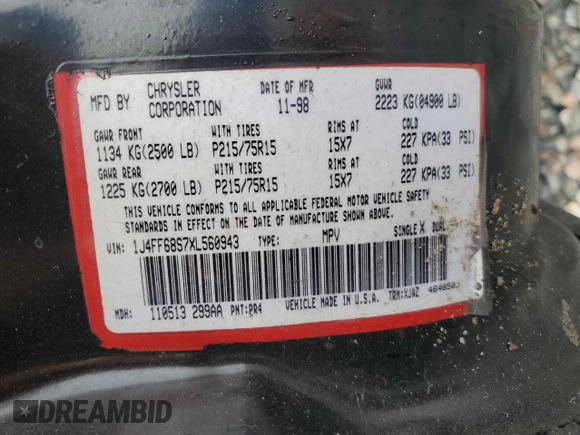 MFD BY CHRYSLER CORPORATION DATE OF MFR 11-98 GVWR 2223 KG(04900 LB)
GAWR FRONT WITH TIRES RIMS AT COLD
1134 KG(2500 LB) P215/75R15 15X7 227 KPA(33 PSI)
GAWR REAR WITH TIRES RIMS AT COLD
1225 KG(2700 LB) P215/75R15 15X7 227 KPA(33 PSI)
THIS VEHICLE CONFORMS TO ALL APPLICABLE FEDERAL MOTOR VEHICLE SAFETY
STANDARDS IN EFFECT ON THE DATE OF MANUFACTURE SHOWN ABOVE.
VIN: 1J4FF68S7XL560943 TYPE: MPV SINGLE X DUAL
MDH: 110513 299AA PNT:PR4 VEHICLE MADE IN U.S.A. TRM:XJAZ
DREAMBID